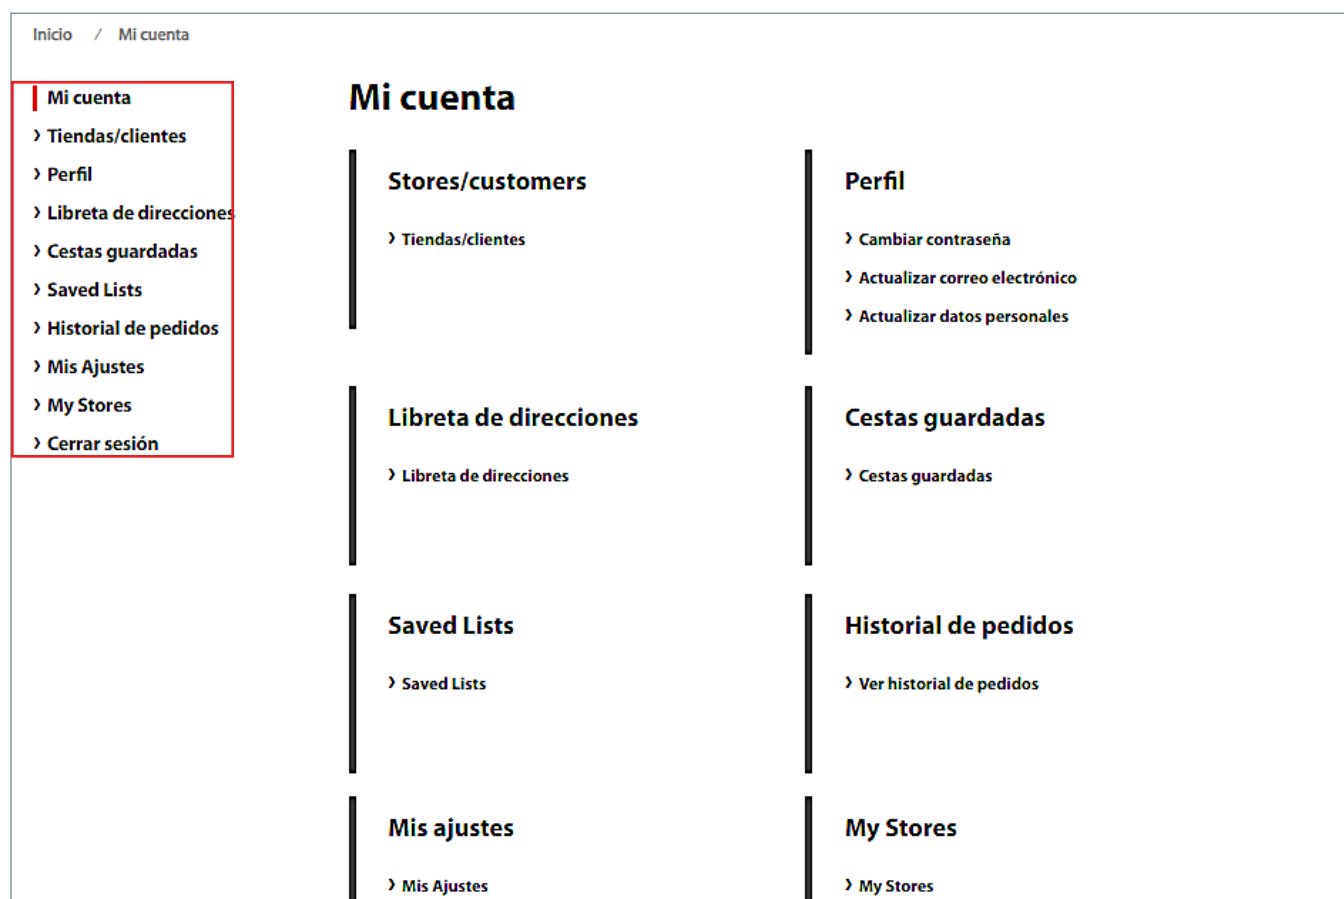 Inicio / Mi cuenta
Mi cuenta
Tiendas/clientes
Perfil
Libreta de direcciones
Cestas guardadas
Saved Lists
Historial de pedidos
Mis Ajustes
My Stores
Cerrar sesión
Mi cuenta
Stores/customers
Tiendas/clientes
Perfil
Cambiar contraseña
Actualizar correo electrónico
Actualizar datos personales
Libreta de direcciones
Libreta de direcciones
Cestas guardadas
Cestas guardadas
Saved Lists
Saved Lists
Historial de pedidos
Ver historial de pedidos
Mis ajustes
Mis Ajustes
My Stores
My Stores